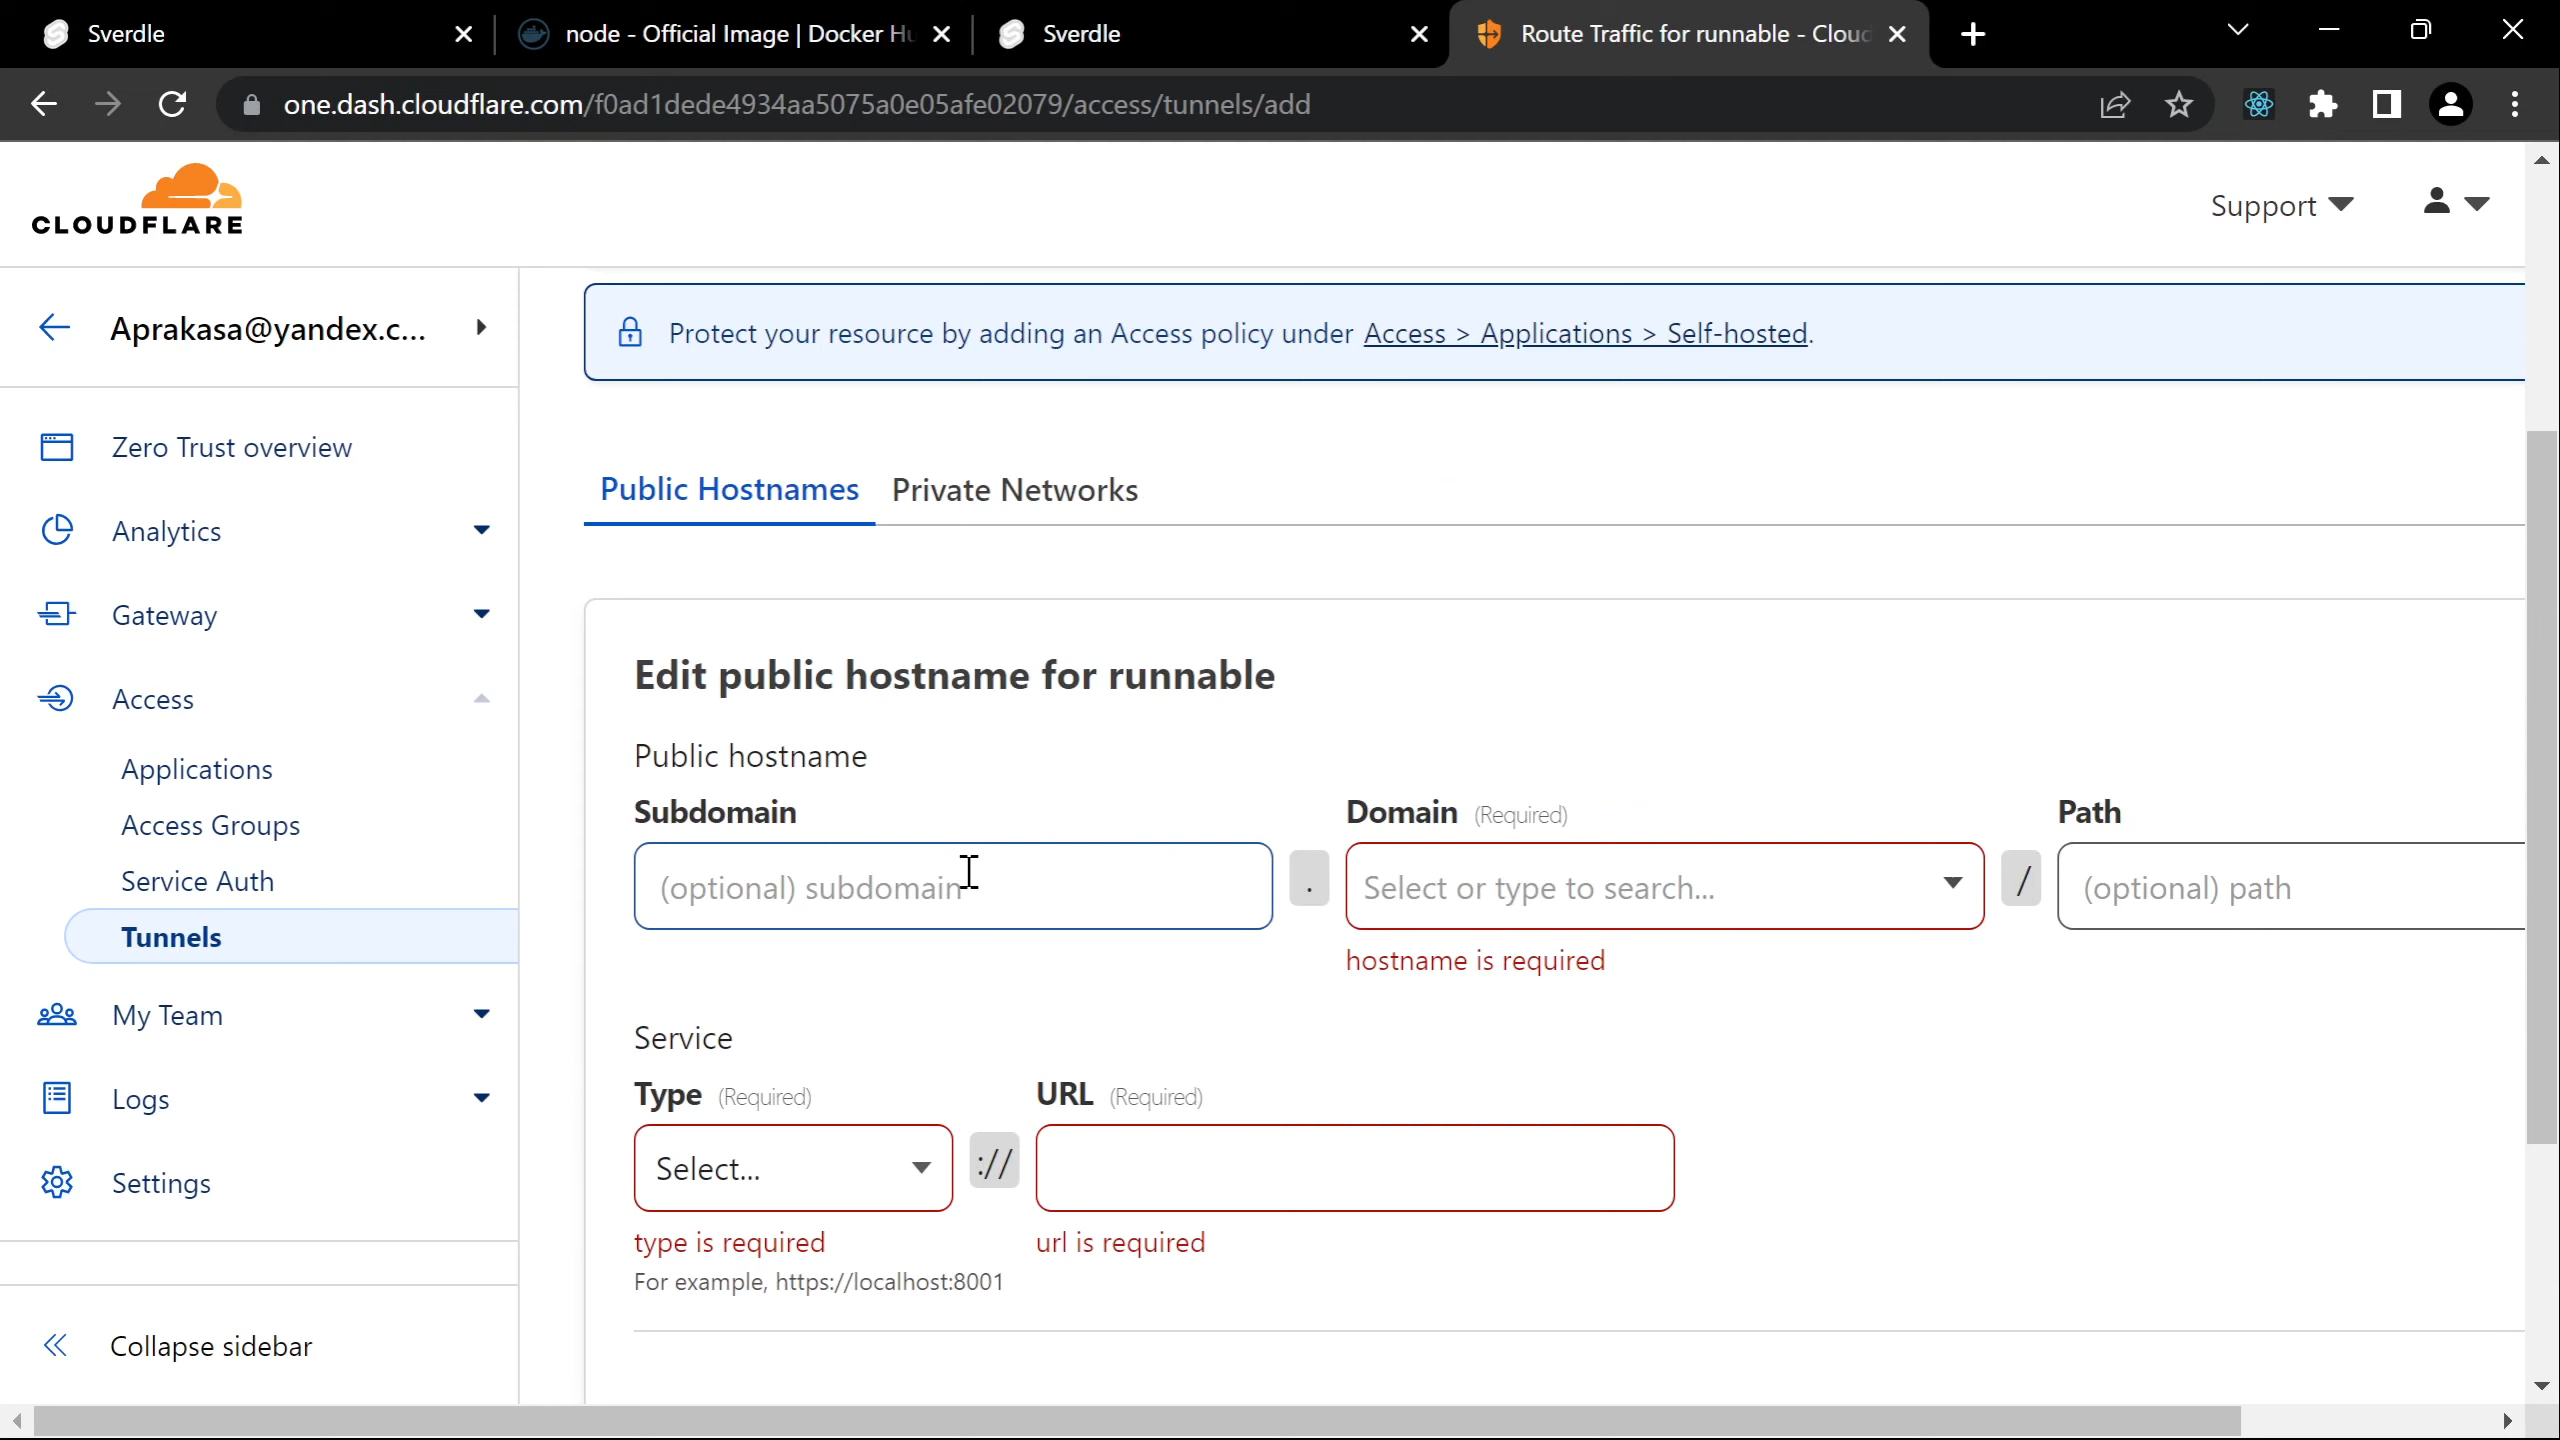 Sverdle
node - Official Image | Docker Hu
Sverdle
Route Traffic for runnable - Cloud
one.dash.cloudflare.com/f0ad1dede4934aa5075a0e05afe02079/access/tunnels/add
CLOUDFLARE
Support
Aprakasa@yandex.c...
Protect your resource by adding an Access policy under Access > Applications > Self-hosted.
Zero Trust overview
Analytics
Gateway
Access
Applications
Access Groups
Service Auth
Tunnels
My Team
Logs
Settings
Collapse sidebar
Public Hostnames
Private Networks
Edit public hostname for runnable
Public hostname
Subdomain
Domain (Required)
Path
(optional) subdomain
.
Select or type to search...
/
(optional) path
hostname is required
Service
Type (Required)
URL (Required)
Select...
://
type is required
url is required
For example, https://localhost:8001